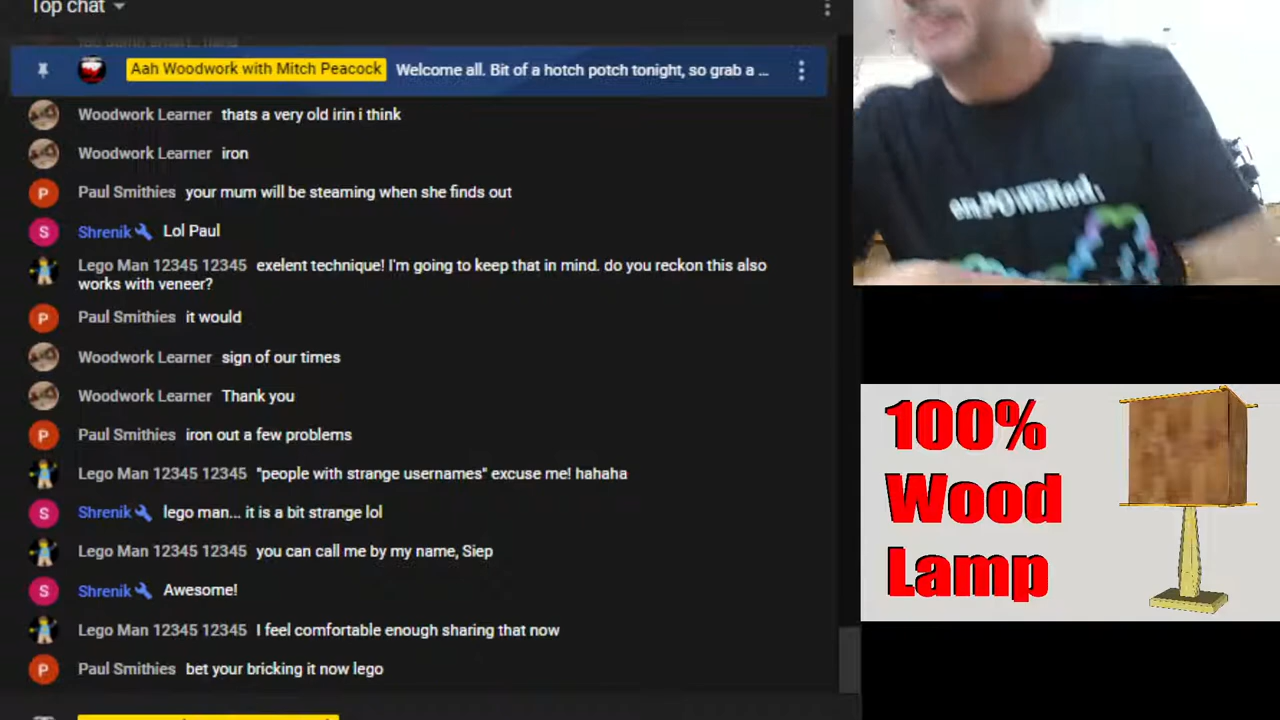 Top chat
Aah Woodwork with Mitch Peacock Welcome all. Bit of a hotch potch tonight, so grab a ...
Woodwork Learner thats a very old irin i think
Woodwork Learner iron
P Paul Smithies your mum will be steaming when she finds out
S Shrenik Lol Paul
Lego Man 12345 12345 exelent technique! I'm going to keep that in mind. do you reckon this also
works with veneer?
P Paul Smithies it would
Woodwork Learner sign of our times
Woodwork Learner Thank you
P Paul Smithies iron out a few problems
Lego Man 12345 12345 "people with strange usernames" excuse me! hahaha
S Shrenik lego man... it is a bit strange lol
Lego Man 12345 12345 you can call me by my name, Siep
S Shrenik Awesome!
Lego Man 12345 12345 I feel comfortable enough sharing that now
P Paul Smithies bet your bricking it now lego
en.POWERed.
100%
Wood
Lamp